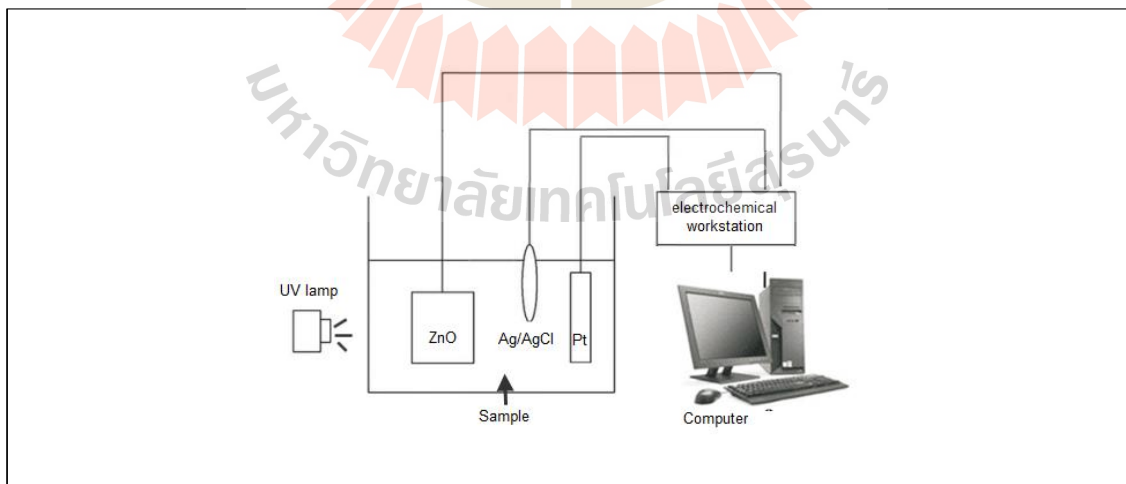 มหาวิทยาลัยเทคโนโลยีสุรนารี
electrochemical
workstation
UV lamp
ZnO
Ag/AgCl
Pt
Sample
Computer